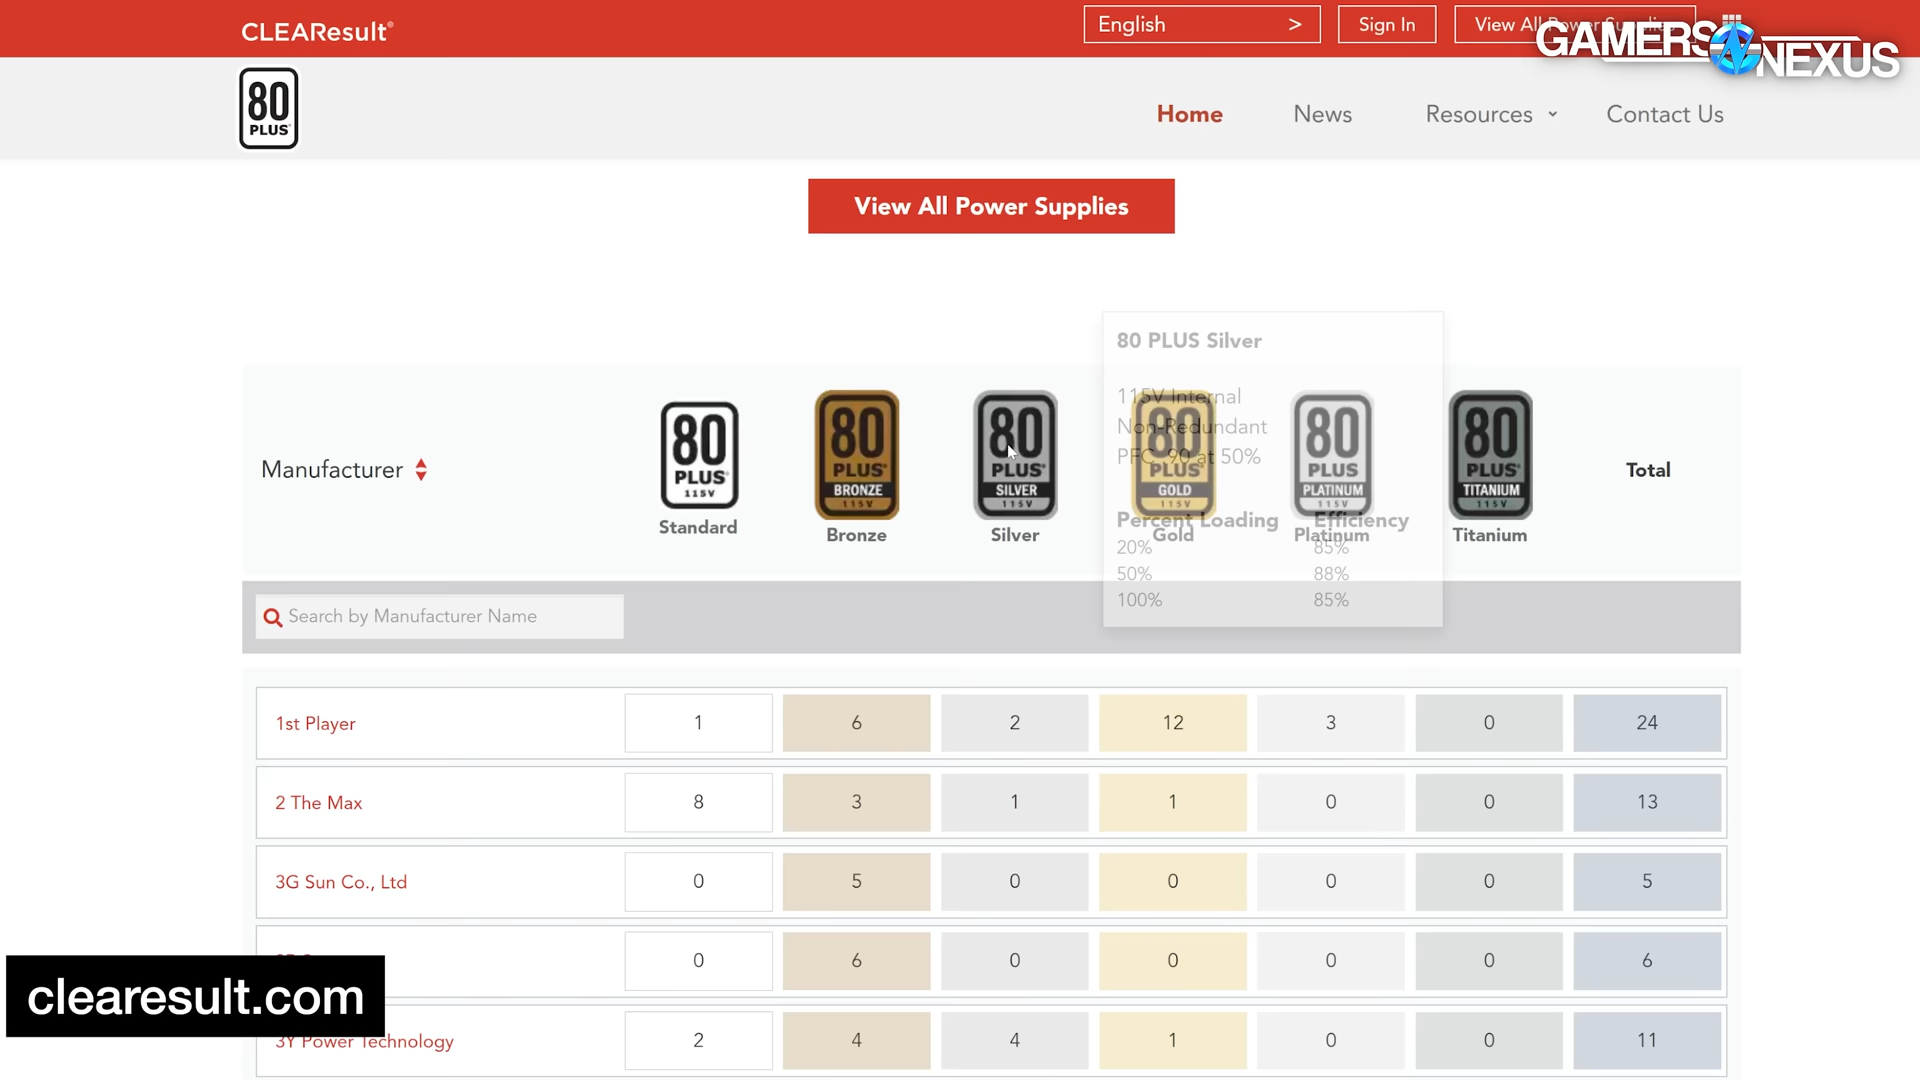 CLEAResult®
English >
Sign In
View All Power Supplies
GAMERS NEXUS
80 PLUS
Home
News
Resources
Contact Us
View All Power Supplies
80 PLUS Silver
115V Internal
Non-Redundant
PFC .90 at 50%
Percent Loading Efficiency
20% 85%
50% 88%
100% 85%
Manufacturer
80 PLUS 115V
Standard
80 PLUS BRONZE 115V
Bronze
80 PLUS SILVER 115V
Silver
80 PLUS GOLD 115V
Gold
80 PLUS PLATINUM 115V
Platinum
80 PLUS TITANIUM 115V
Titanium
Total
Search by Manufacturer Name
1st Player 1 6 2 12 3 0 24
2 The Max 8 3 1 1 0 0 13
3G Sun Co., Ltd 0 5 0 0 0 0 5
0 6 0 0 0 0 6
3Y Power Technology 2 4 4 1 0 0 11
clearesult.com